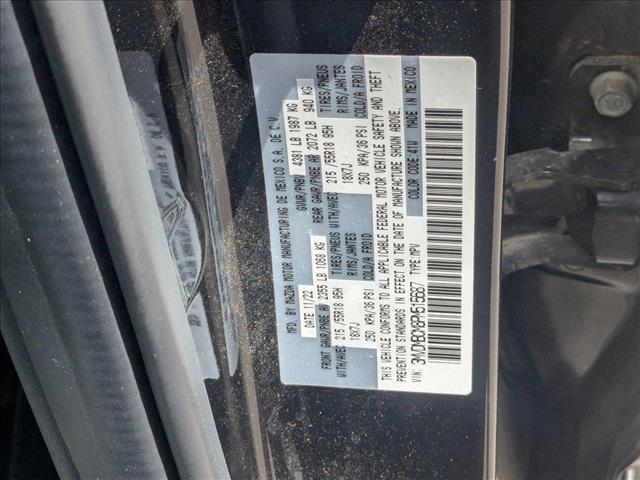 MFG. BY MAZDA MOTOR MANUFACTURING DE MEXICO S.A. DE C.V.
DATE 11/22 GVWR/PNBV 4381 LB 1987 KG
FRONT GAWR/PNBE AV 2355 LB 1068 KG REAR GAWR/PNBE AR 2072 LB 940 KG
TIRES/PNEUS WITH/AVEC 215/55R18 95H TIRES/PNEUS WITH/AVEC 215/55R18 95H
RIMS/JANTES 18X7J RIMS/JANTES 18X7J
COLD/A FROID 250 KPA/36 PSI COLD/A FROID 250 KPA/36 PSI
THIS VEHICLE CONFORMS TO ALL APPLICABLE FEDERAL MOTOR VEHICLE SAFETY AND THEFT
PREVENTION STANDARDS IN EFFECT ON THE DATE OF MANUFACTURE SHOWN ABOVE.
VIN: 3MVDMBCM8PM515687 TYPE:MPV COLOR CODE:41W MADE IN MEXICO